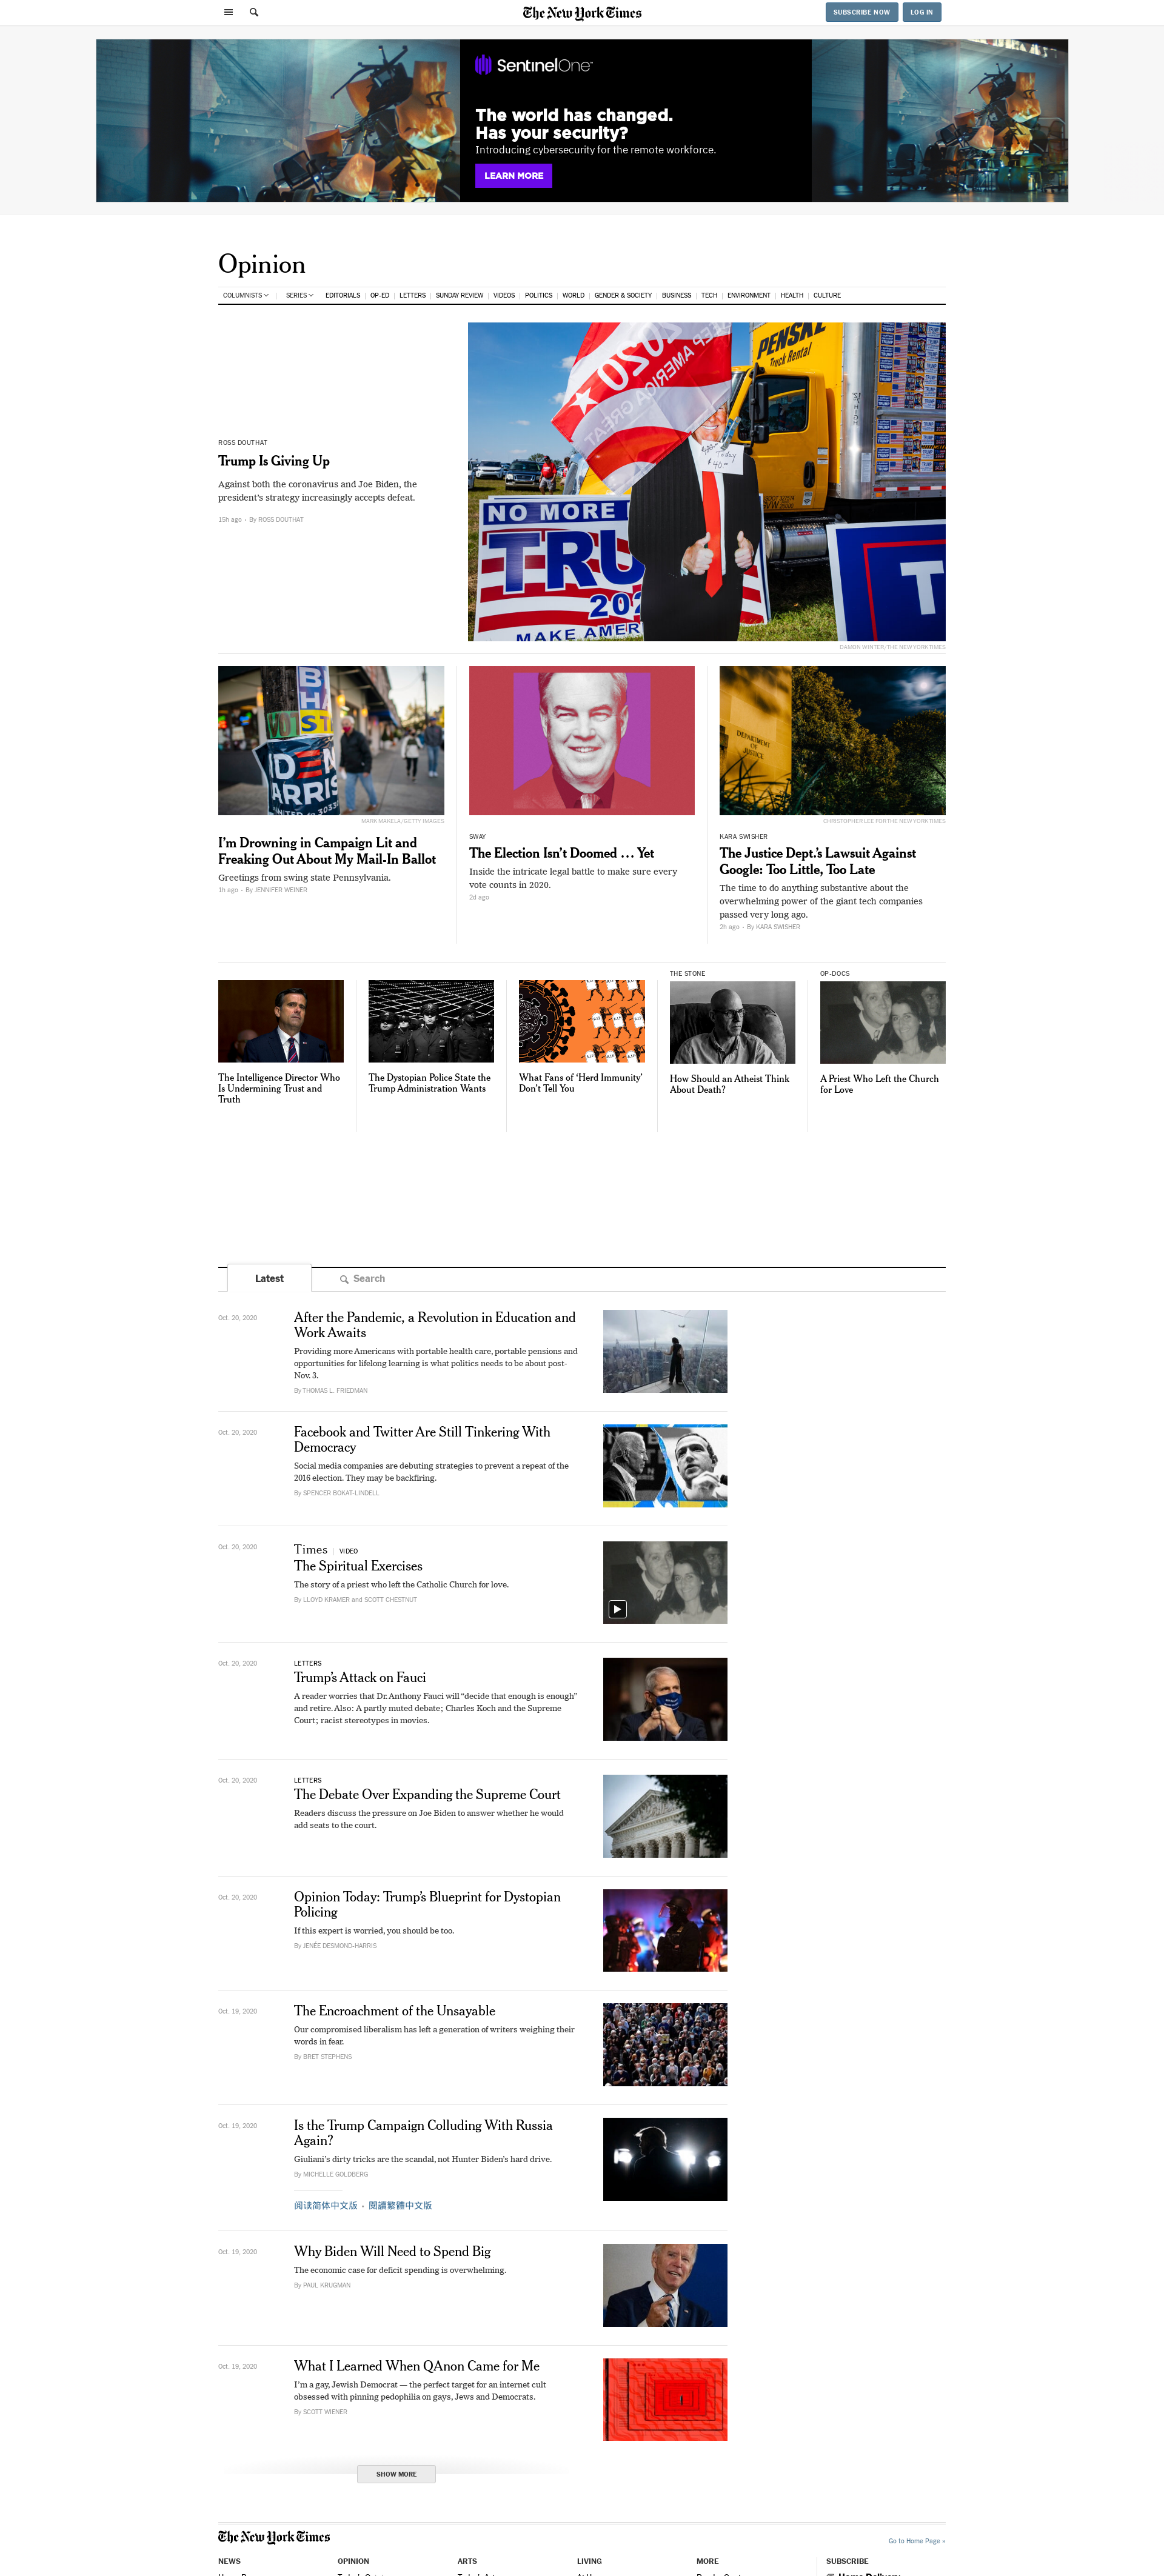 The New York Times
SUBSCRIBE NOW
LOG IN
SentinelOne
The world has changed.
Has your security?
Introducing cybersecurity for the remote workforce.
LEARN MORE
Opinion
COLUMNISTS
SERIES
EDITORIALS
OP-ED
LETTERS
SUNDAY REVIEW
VIDEOS
POLITICS
WORLD
GENDER & SOCIETY
BUSINESS
TECH
ENVIRONMENT
HEALTH
CULTURE
ROSS DOUTHAT
Trump Is Giving Up
Against both the coronavirus and Joe Biden, the
president's strategy increasingly accepts defeat.
15h ago - By ROSS DOUTHAT
PENSKE
Truck Rental
2020
NO MORE
TRU
202
MAKE AMER
T
DAMON WINTER/THE NEW YORK TIMES
MARK MAKELA/GETTY IMAGES
I'm Drowning in Campaign Lit and
Freaking Out About My Mail-In Ballot
Greetings from swing state Pennsylvania.
1h ago - By JENNIFER WEINER
SWAY
The Election Isn't Doomed … Yet
Inside the intricate legal battle to make sure every
vote counts in 2020.
2d ago
DEPARTMENT
OF
JUSTICE
CHRISTOPHER LEE FOR THE NEW YORK TIMES
KARA SWISHER
The Justice Dept.'s Lawsuit Against
Google: Too Little, Too Late
The time to do anything substantive about the
overwhelming power of the giant tech companies
passed very long ago.
2h ago - By KARA SWISHER
The Intelligence Director Who
Is Undermining Trust and
Truth
The Dystopian Police State the
Trump Administration Wants
What Fans of ‘Herd Immunity’
Don't Tell You
THE STONE
How Should an Atheist Think
About Death?
OP-DOCS
A Priest Who Left the Church
for Love
Latest
Search
Oct. 20, 2020
After the Pandemic, a Revolution in Education and
Work Awaits
Providing more Americans with portable health care, portable pensions and
opportunities for lifelong learning is what politics needs to be about post-
Nov. 3.
By THOMAS L. FRIEDMAN
Oct. 20, 2020
Facebook and Twitter Are Still Tinkering With
Democracy
Social media companies are debuting strategies to prevent a repeat of the
2016 election. They may be backfiring.
By SPENCER BOKAT-LINDELL
Oct. 20, 2020
Times | VIDEO
The Spiritual Exercises
The story of a priest who left the Catholic Church for love.
By LLOYD KRAMER and SCOTT CHESTNUT
Oct. 20, 2020
LETTERS
Trump's Attack on Fauci
A reader worries that Dr. Anthony Fauci will “decide that enough is enough”
and retire. Also: A partly muted debate; Charles Koch and the Supreme
Court; racist stereotypes in movies.
Oct. 20, 2020
LETTERS
The Debate Over Expanding the Supreme Court
Readers discuss the pressure on Joe Biden to answer whether he would
add seats to the court.
Oct. 20, 2020
Opinion Today: Trump's Blueprint for Dystopian
Policing
If this expert is worried, you should be too.
By JENÉE DESMOND-HARRIS
Oct. 19, 2020
The Encroachment of the Unsayable
Our compromised liberalism has left a generation of writers weighing their
words in fear.
By BRET STEPHENS
Oct. 19, 2020
Is the Trump Campaign Colluding With Russia
Again?
Giuliani's dirty tricks are the scandal, not Hunter Biden's hard drive.
By MICHELLE GOLDBERG
阅读简体中文版 · 閱讀繁體中文版
Oct. 19, 2020
Why Biden Will Need to Spend Big
The economic case for deficit spending is overwhelming.
By PAUL KRUGMAN
Oct. 19, 2020
What I Learned When QAnon Came for Me
I'm a gay, Jewish Democrat — the perfect target for an internet cult
obsessed with pinning pedophilia on gays, Jews and Democrats.
By SCOTT WIENER
SHOW MORE
The New York Times
Go to Home Page »
NEWS
OPINION
ARTS
LIVING
MORE
SUBSCRIBE